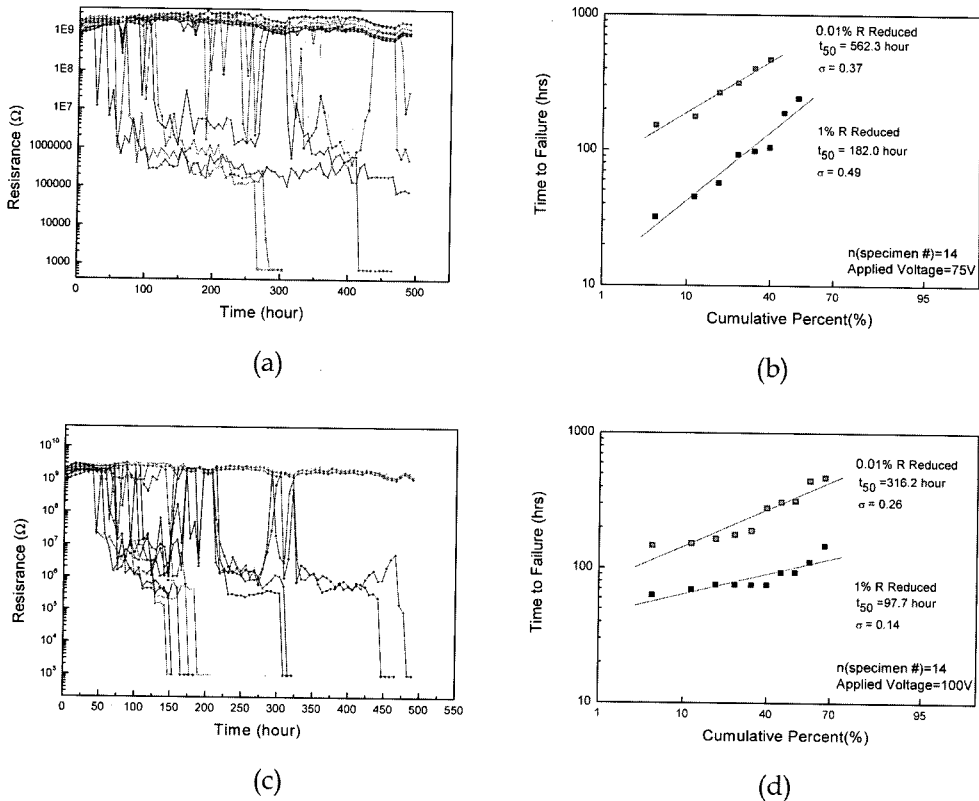 1E9
1E8
1E7
1000000
100000
10000
1000
Resisrance (Ω)
0
100
200
300
400
500
Time (hour)
(a)
1000
100
10
Time to Failure (hrs)
0.01% R Reduced
t50 = 562.3 hour
σ = 0.37
1% R Reduced
t50 = 182.0 hour
σ = 0.49
n(specimen #)=14
Applied Voltage=75V
1
10
40
70
95
Cumulative Percent(%)
(b)
10^10
10^9
10^8
10^7
10^6
10^5
10^4
10^3
Resisrance (Ω)
0
50
100
150
200
250
300
350
400
450
500
550
Time (hour)
(c)
1000
100
10
Time to Failure (hrs)
0.01% R Reduced
t50 =316.2 hour
σ = 0.26
1% R Reduced
t50 =97.7 hour
σ = 0.14
n(specimen #)=14
Applied Voltage=100V
1
10
40
70
95
Cumulative Percent(%)
(d)